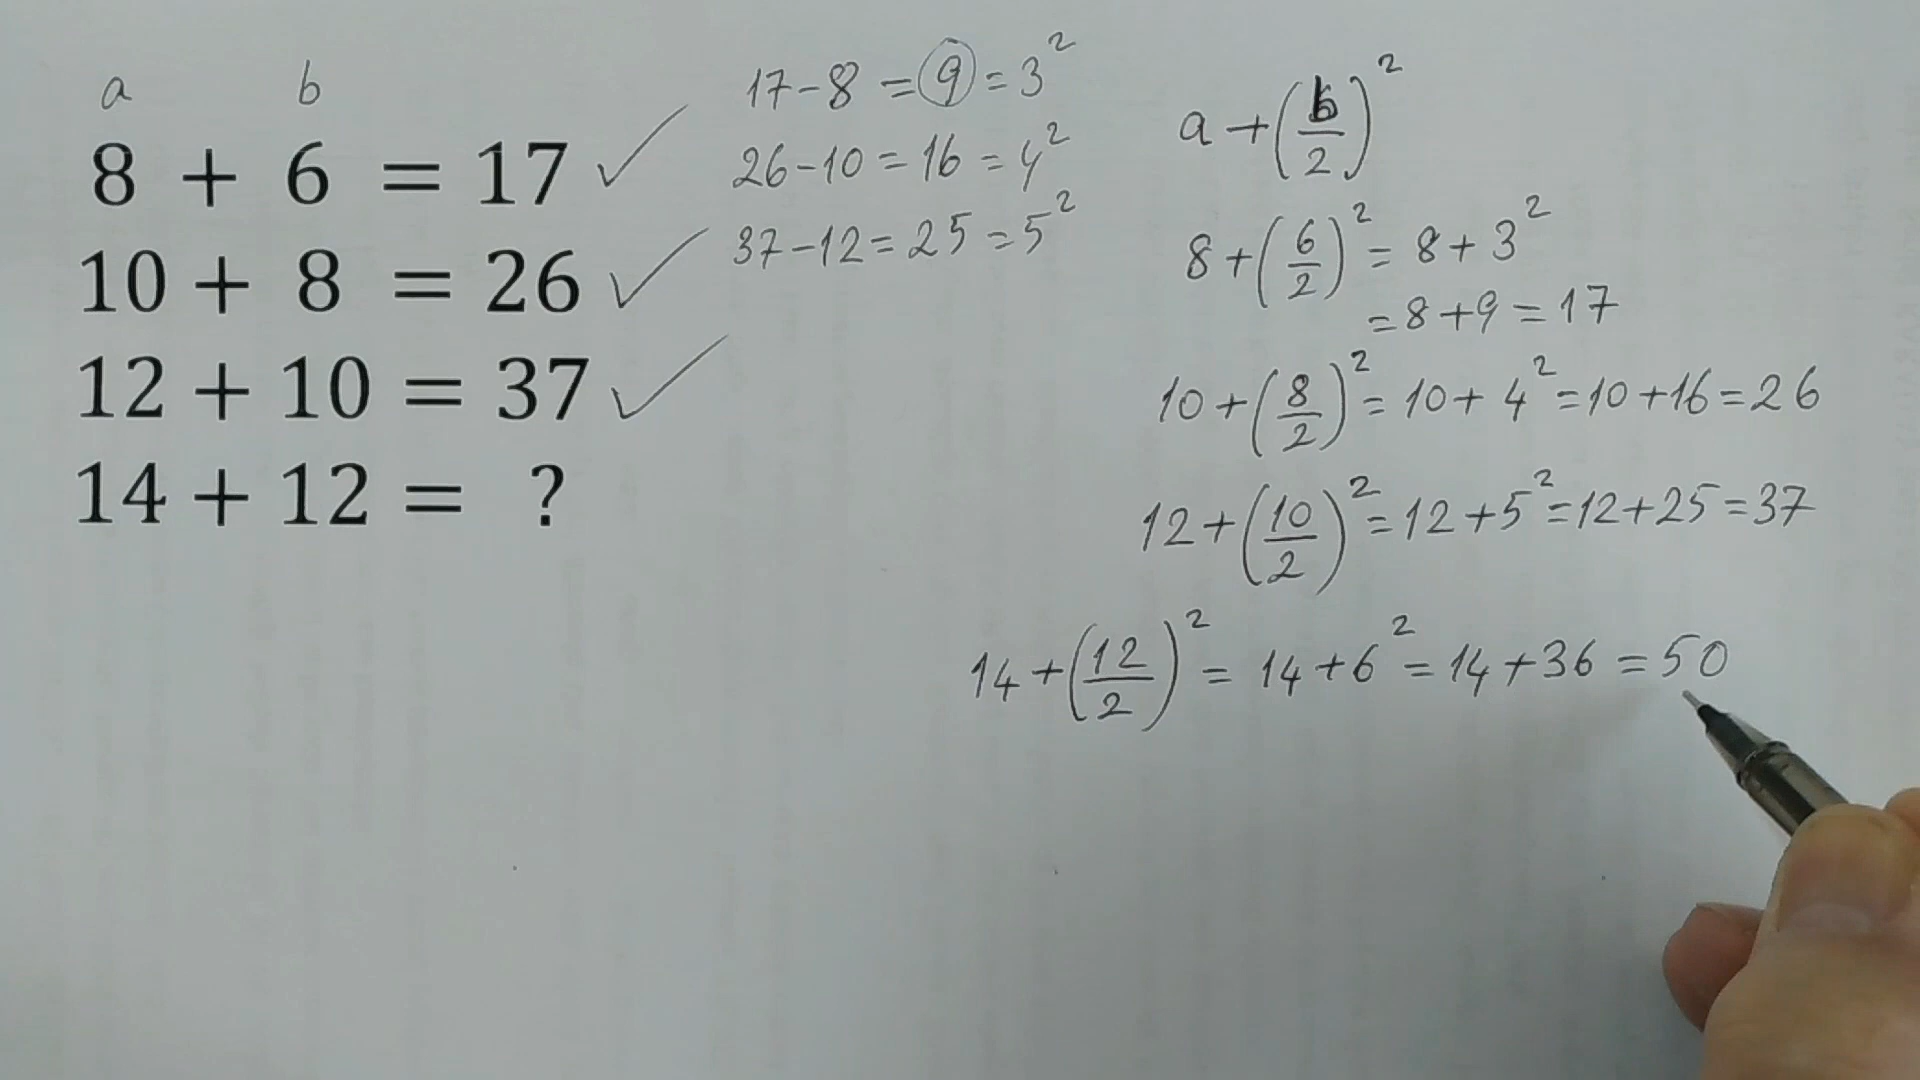 a b
8 + 6 = 17 ✓
10 + 8 = 26 ✓
12 + 10 = 37 ✓
14 + 12 = ?
17 - 8 = 9 = 3²
26 - 10 = 16 = 4²
37 - 12 = 25 = 5²
a + (b/2)²
8 + (6/2)² = 8 + 3²
= 8 + 9 = 17
10 + (8/2)² = 10 + 4² = 10 + 16 = 26
12 + (10/2)² = 12 + 5² = 12 + 25 = 37
14 + (12/2)² = 14 + 6² = 14 + 36 = 50